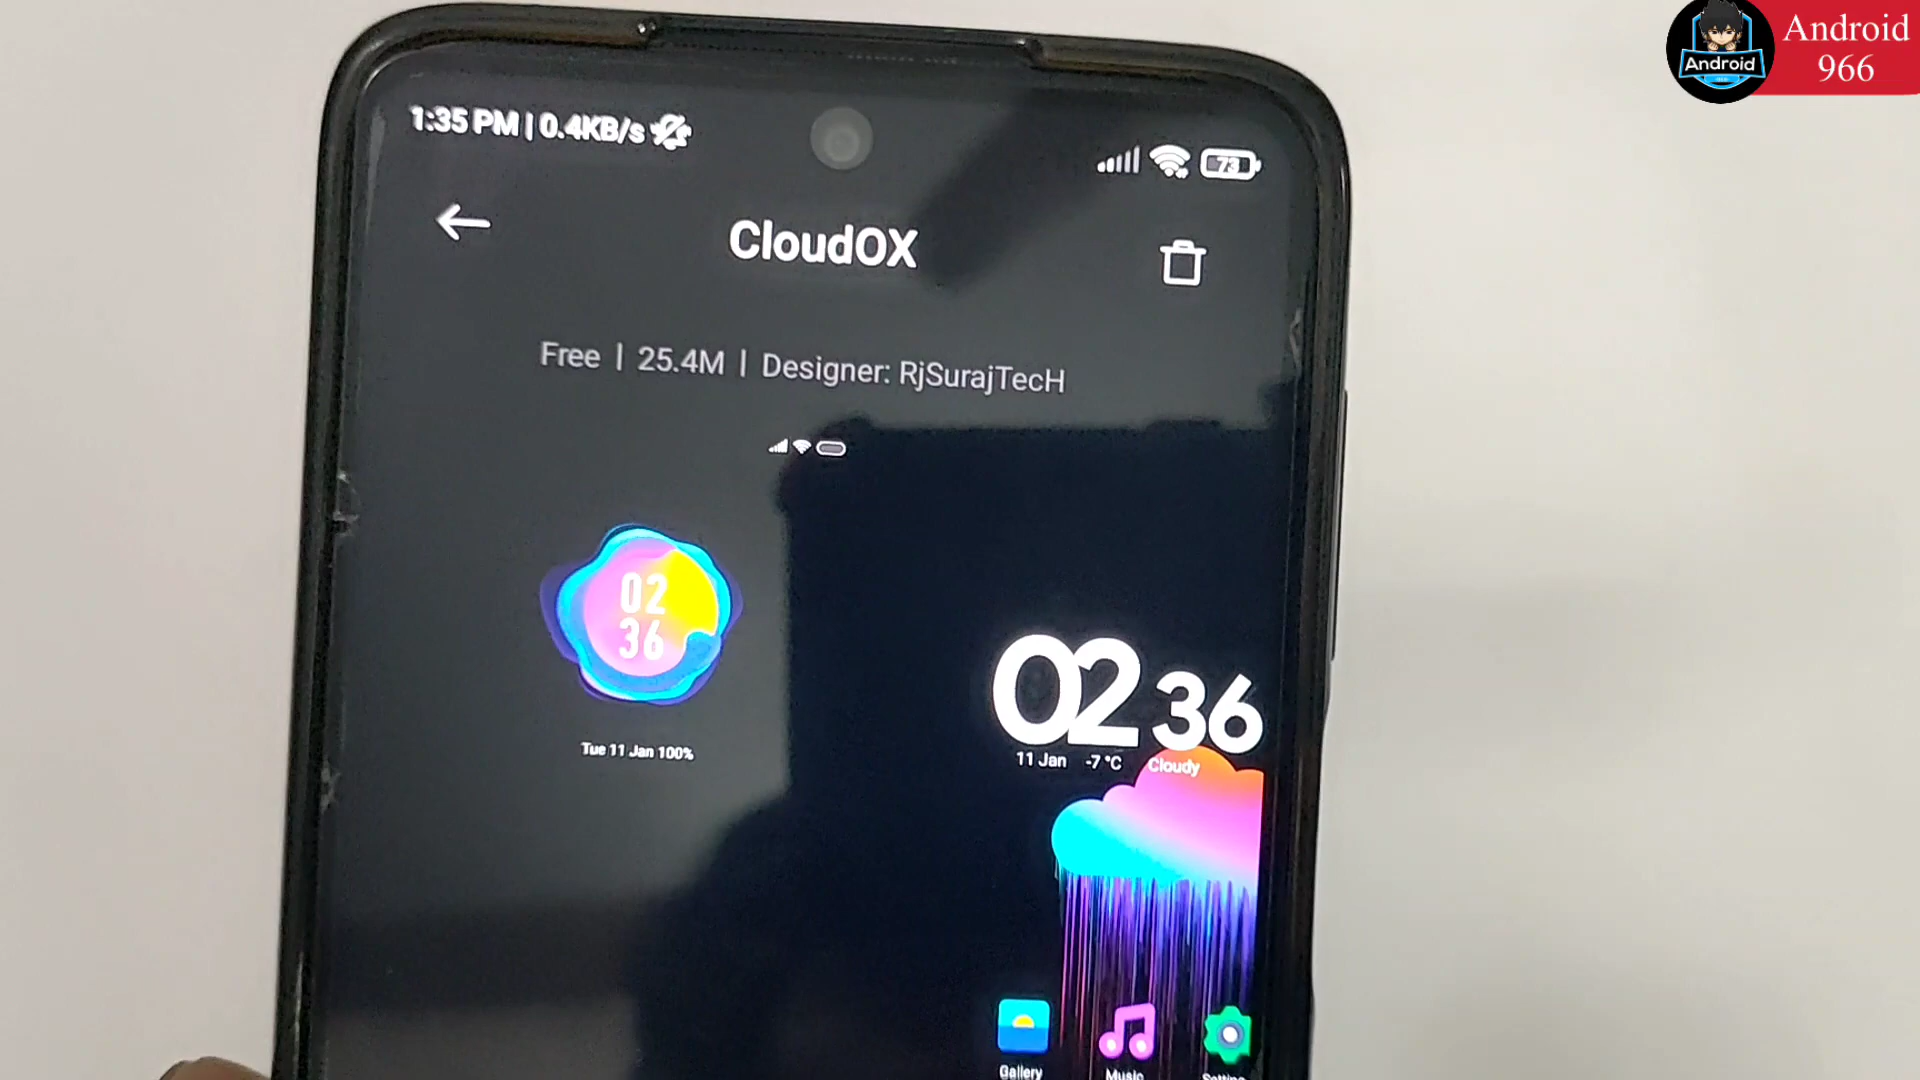 Android
966
Android
1:35 PM | 0.4KB/s
73
CloudOX
Free | 25.4M | Designer: RjSurajTecH
02
36
Tue 11 Jan 100%
02 36
11 Jan -7 °C Cloudy
Gallery
Music